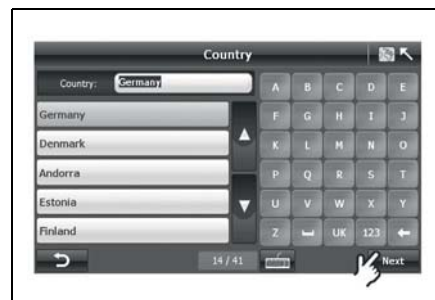 Country
Country: Germany
Germany
Denmark
Andorra
Estonia
Finland
A B C D E
F G H I J
K L M N O
P Q R S T
U V W X Y
Z UK 123
14 / 41
Next